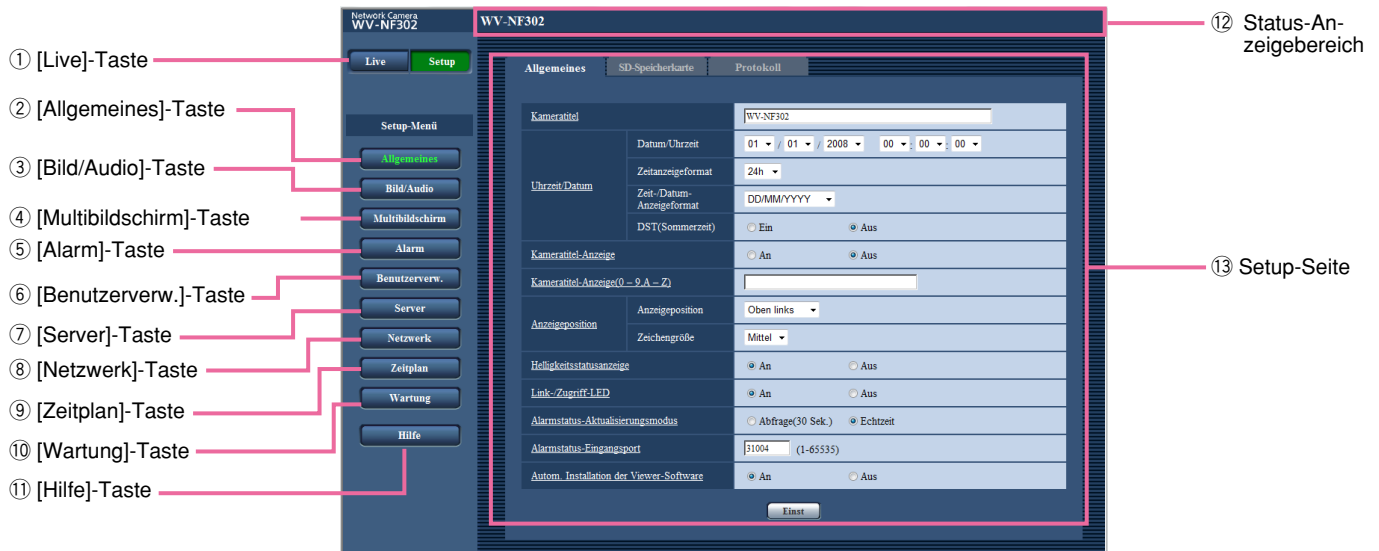 ① [Live]-Taste
② [Allgemeines]-Taste
③ [Bild/Audio]-Taste
④ [Multibildschirm]-Taste
⑤ [Alarm]-Taste
⑥ [Benutzerverw.]-Taste
⑦ [Server]-Taste
⑧ [Netzwerk]-Taste
⑨ [Zeitplan]-Taste
⑩ [Wartung]-Taste
⑪ [Hilfe]-Taste
Network Camera
WV-NF302
Live Setup
Setup-Menü
Allgemeines
Bild/Audio
Multibildschirm
Alarm
Benutzerverw.
Server
Netzwerk
Zeitplan
Wartung
Hilfe
WV-NF302
Allgemeines SD-Speicherkarte Protokoll
Kameratitel WV-NF302
Uhrzeit/Datum
Datum/Uhrzeit 01 / 01 / 2008 00 : 00 : 00
Zeitanzeigeformat 24h
Zeit-/Datum-
Anzeigeformat DD/MM/YYYY
DST(Sommerzeit) Ein Aus
Kameratitel-Anzeige An Aus
Kameratitel-Anzeige(0 – 9,A – Z)
Anzeigeposition
Anzeigeposition Oben links
Zeichengröße Mittel
Helligkeitsstatusanzeige An Aus
Link-/Zugriff-LED An Aus
Alarmstatus-Aktualisierungsmodus Abfrage(30 Sek.) Echtzeit
Alarmstatus-Eingangsport 31004 (1-65535)
Autom. Installation der Viewer-Software An Aus
Einst
⑫ Status-An-
zeigebereich
⑬ Setup-Seite